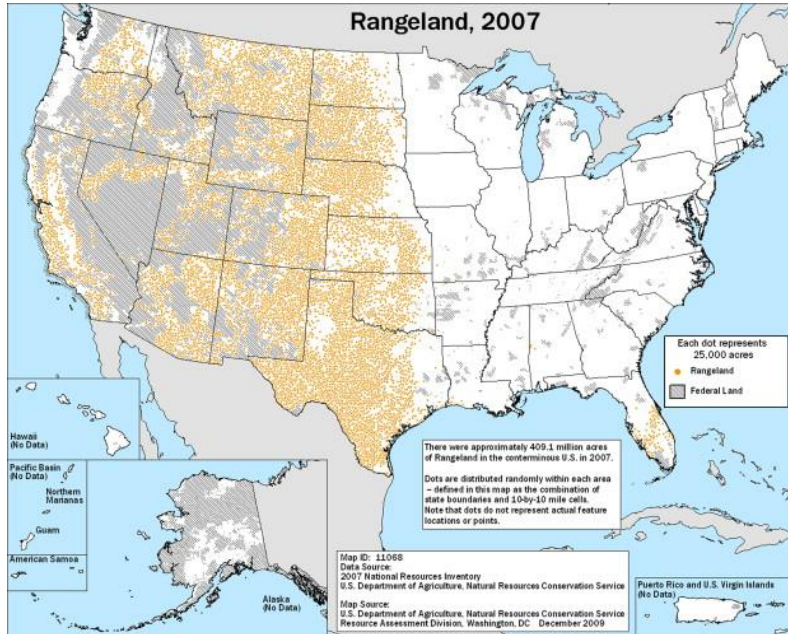 Rangeland, 2007
Each dot represents
25,000 acres
Rangeland
Federal Land
There were approximately 409.1 million acres
of Rangeland in the conterminous U.S. in 2007.
Dots are distributed randomly within each area
– defined in this map as the combination of
state boundaries and 10-by-10 mile cells.
Note that dots do not represent actual feature
locations or points.
Hawaii
(No Data)
Pacific Basin
(No Data)
Northern
Marianas
Guam
American Samoa
Alaska
(No Data)
Map ID: 11068
Data Source:
2007 National Resources Inventory
U.S. Department of Agriculture, Natural Resources Conservation Service
Map Source:
U.S. Department of Agriculture, Natural Resources Conservation Service
Resource Assessment Division, Washington, DC December 2009
Puerto Rico and U.S. Virgin Islands
(No Data)